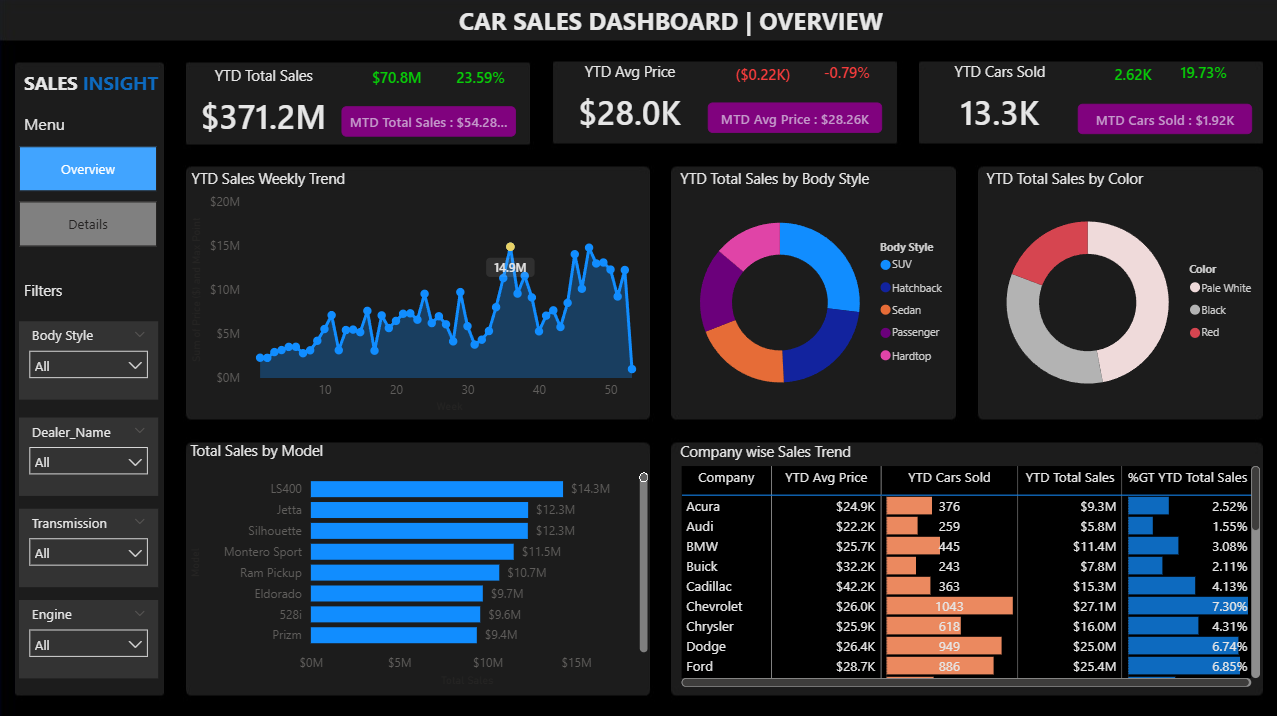 CAR SALES DASHBOARD | OVERVIEW
SALES INSIGHT
Menu
Overview
Details
Filters
Body Style
All
Dealer_Name
All
Transmission
All
Engine
All
YTD Total Sales
$70.8M
23.59%
$371.2M
MTD Total Sales : $54.28...
YTD Avg Price
($0.22K)
-0.79%
$28.0K
MTD Avg Price : $28.26K
YTD Cars Sold
2.62K
19.73%
13.3K
MTD Cars Sold : $1.92K
YTD Sales Weekly Trend
$20M
$15M
$10M
$5M
$0M
14.9M
10 20 30 40 50
Week
YTD Total Sales by Body Style
Body Style
SUV
Hatchback
Sedan
Passenger
Hardtop
YTD Total Sales by Color
Color
Pale White
Black
Red
Total Sales by Model
Model
LS400 $14.3M
Jetta $12.3M
Silhouette $12.3M
Montero Sport $11.5M
Ram Pickup $10.7M
Eldorado $9.7M
528i $9.6M
Prizm $9.4M
$0M $5M $10M $15M
Total Sales
Company wise Sales Trend
Company YTD Avg Price YTD Cars Sold YTD Total Sales %GT YTD Total Sales
Acura $24.9K 376 $9.3M 2.52%
Audi $22.2K 259 $5.8M 1.55%
BMW $25.7K 445 $11.4M 3.08%
Buick $32.2K 243 $7.8M 2.11%
Cadillac $42.2K 363 $15.3M 4.13%
Chevrolet $26.0K 1043 $27.1M 7.30%
Chrysler $25.9K 618 $16.0M 4.31%
Dodge $26.4K 949 $25.0M 6.74%
Ford $28.7K 886 $25.4M 6.85%